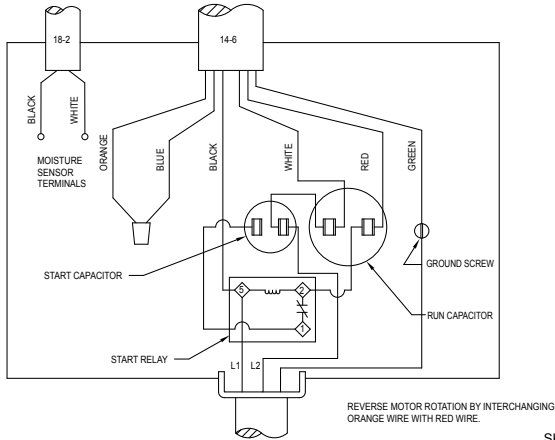 18-2
14-6
BLACK
WHITE
ORANGE
BLUE
BLACK
WHITE
RED
GREEN
MOISTURE
SENSOR
TERMINALS
START CAPACITOR
GROUND SCREW
5
2
RUN CAPACITOR
1
START RELAY
L1
L2
REVERSE MOTOR ROTATION BY INTERCHANGING
ORANGE WIRE WITH RED WIRE.